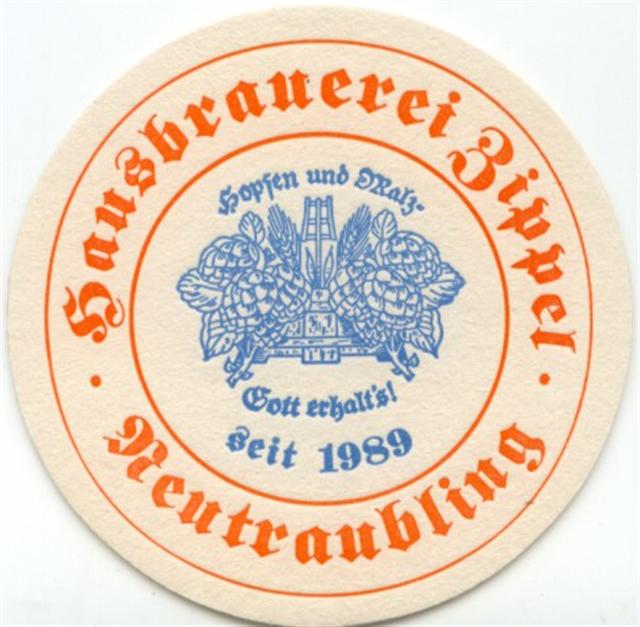 Hausbrauerei Zippel
Hopfen und Malz
Gott erhalt's!
seit 1989
· Neutraubling ·